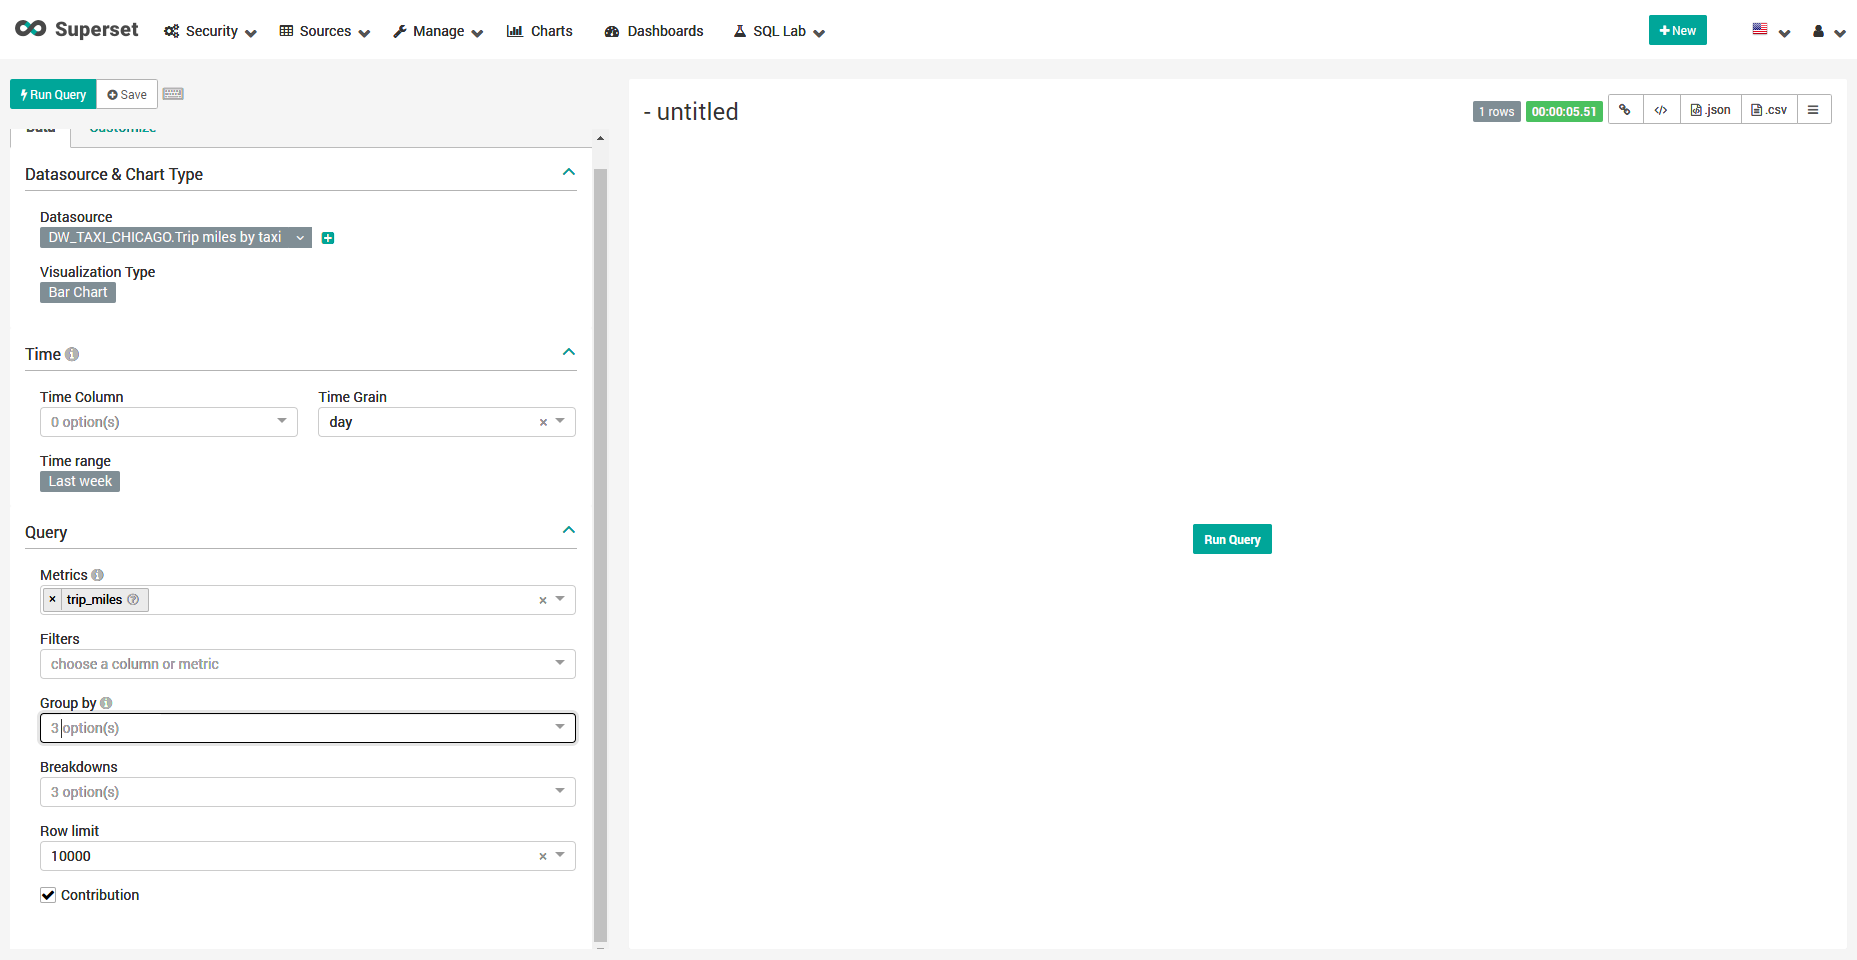 Superset Security Sources Manage Charts Dashboards SQL Lab New
Run Query Save
Data Customize
Datasource & Chart Type
Datasource
DW_TAXI_CHICAGO.Trip miles by taxi
Visualization Type
Bar Chart
Time
Time Column Time Grain
0 option(s) day
Time range
Last week
Query
Metrics
trip_miles
Filters
choose a column or metric
Group by
3 option(s)
Breakdowns
3 option(s)
Row limit
10000
Contribution
- untitled
1 rows 00:00:05.51 .json .csv
Run Query